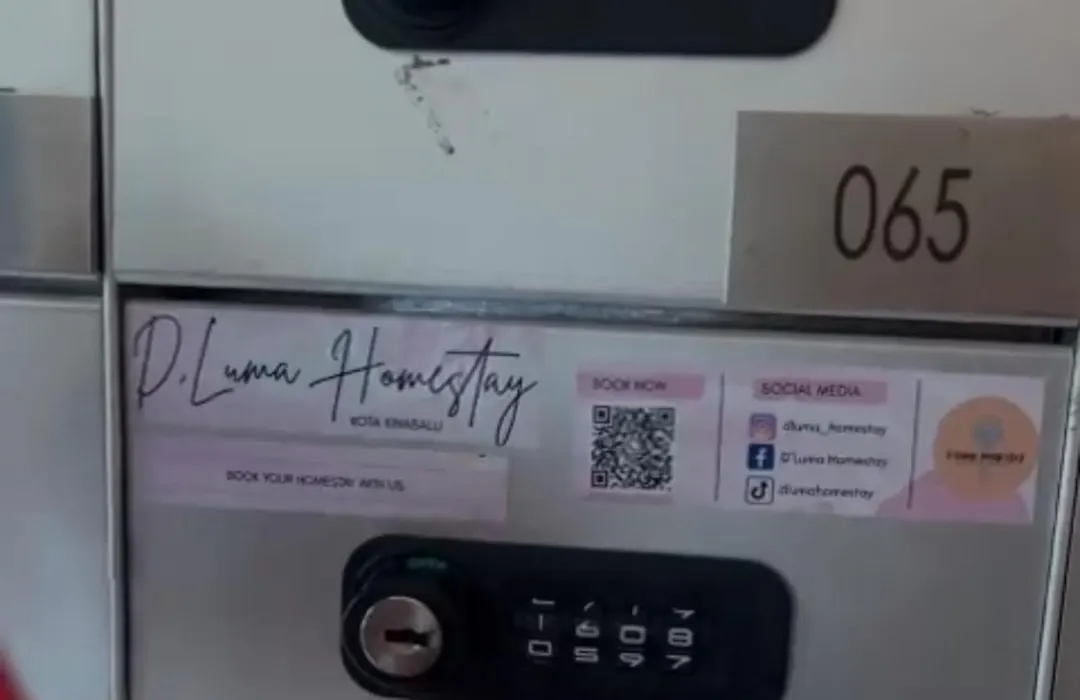 065
D.Luma Homestay
KOTA KINABALU
BOOK YOUR HOMESTAY WITH US
BOOK NOW
SOCIAL MEDIA
dluma_homestay
D'Luma Homestay
dlumahomestay